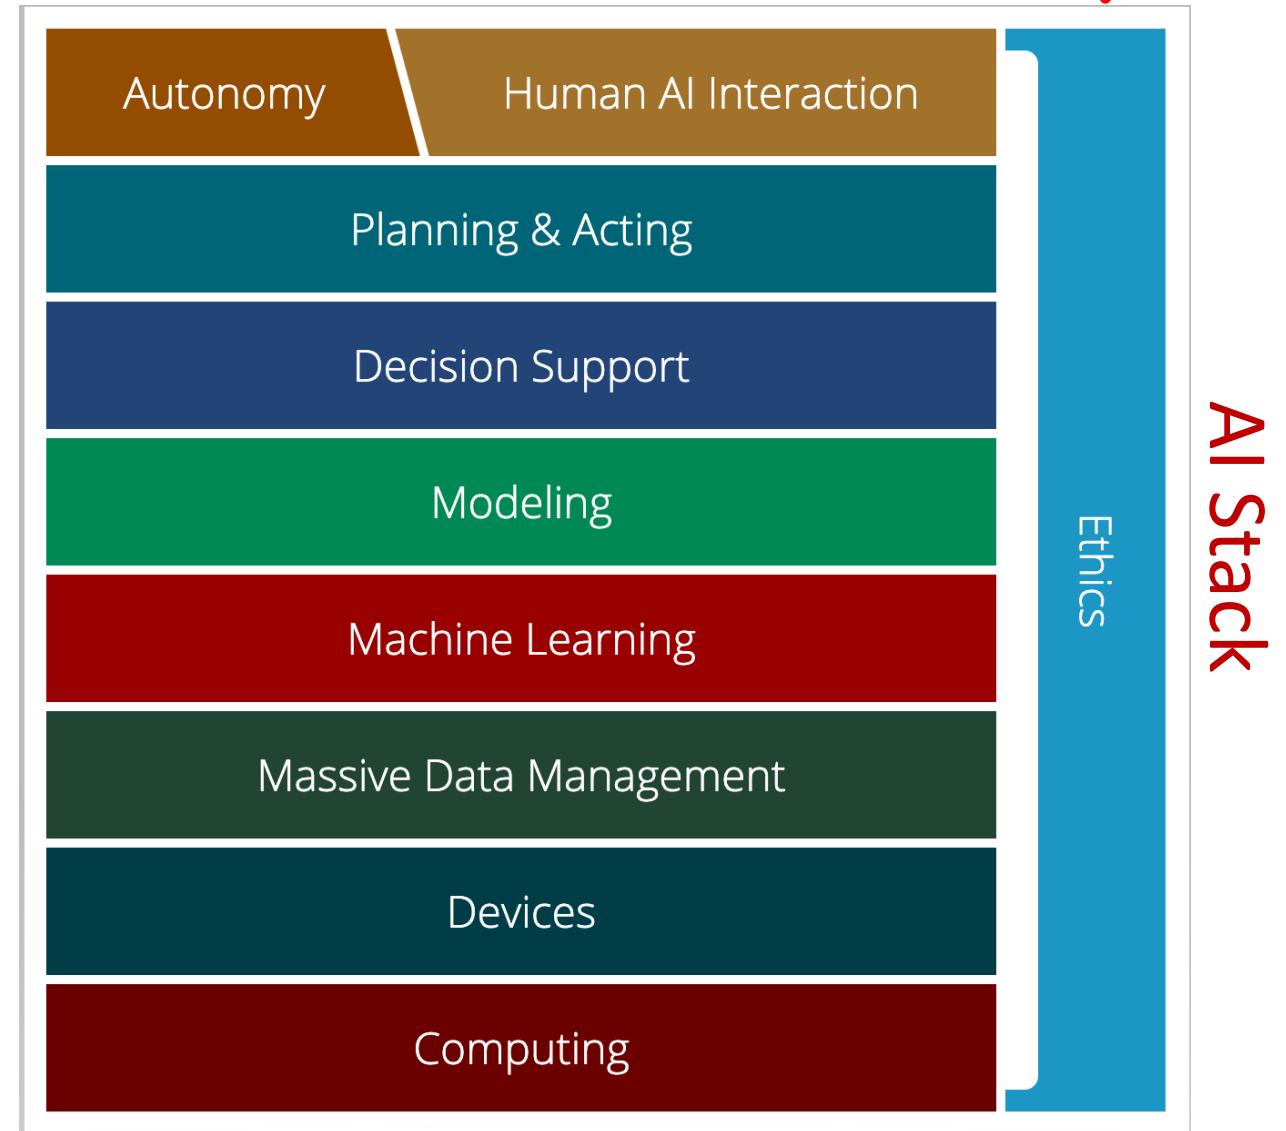 Autonomy
Human AI Interaction
Planning & Acting
Decision Support
Modeling
Machine Learning
Massive Data Management
Devices
Computing
Ethics
AI Stack